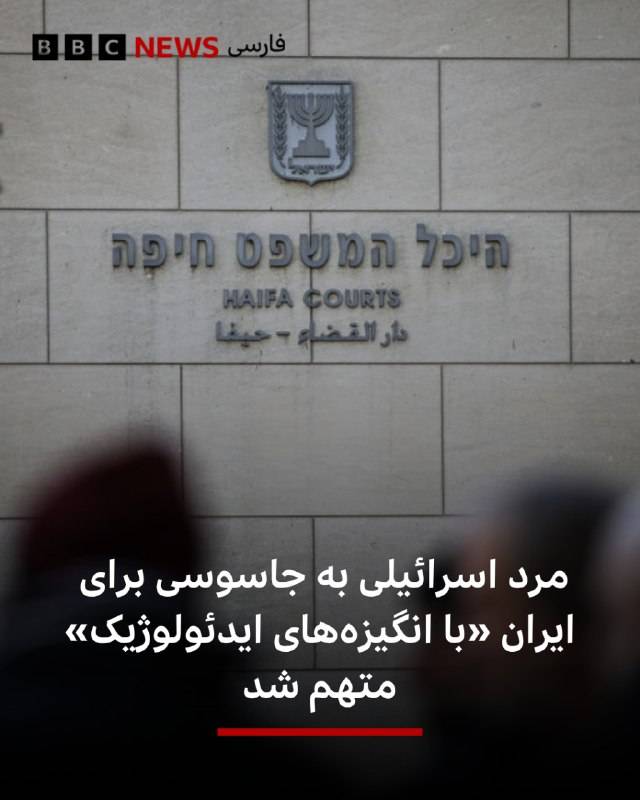 BBC NEWS فارسی
ישראל
היכל המשפט חיפה
HAIFA COURTS
دار القضاء - حيفا
مرد اسرائیلی به جاسوسی برای
ایران «با انگیزه‌های ایدئولوژیک»
متهم شد